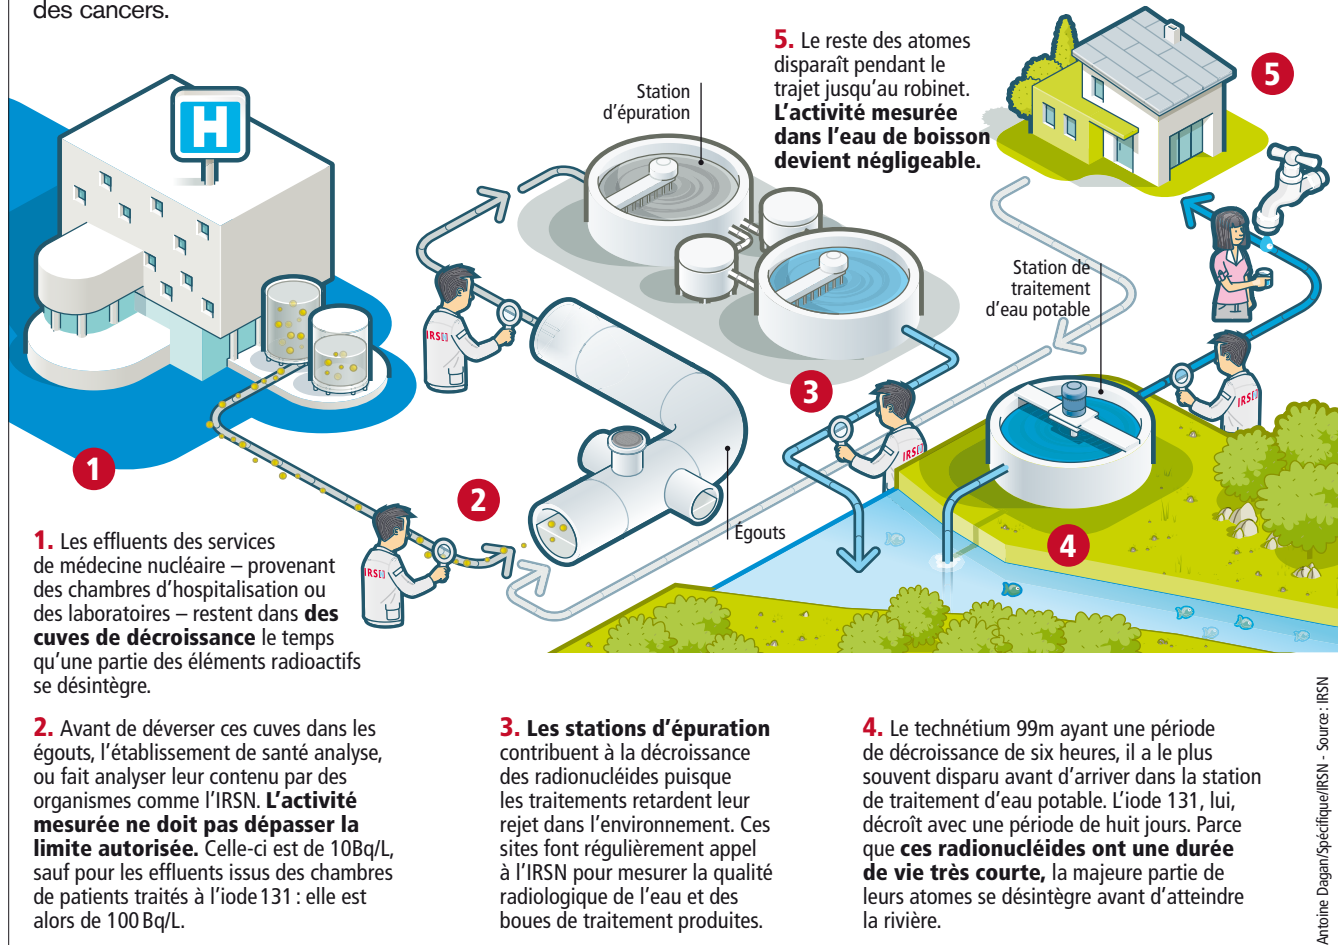 des cancers.
5. Le reste des atomes
disparaît pendant le
trajet jusqu'au robinet.
L'activité mesurée
dans l'eau de boisson
devient négligeable.
5
H
Station
d'épuration
Station de
traitement
d'eau potable
IRSN
3
IRSN
IRSN
1
2
Égouts
4
IRSN
1. Les effluents des services
de médecine nucléaire – provenant
des chambres d'hospitalisation ou
des laboratoires – restent dans des
cuves de décroissance le temps
qu'une partie des éléments radioactifs
se désintègre.
2. Avant de déverser ces cuves dans les
égouts, l'établissement de santé analyse,
ou fait analyser leur contenu par des
organismes comme l'IRSN. L'activité
mesurée ne doit pas dépasser la
limite autorisée. Celle-ci est de 10Bq/L,
sauf pour les effluents issus des chambres
de patients traités à l'iode 131 : elle est
alors de 100 Bq/L.
3. Les stations d'épuration
contribuent à la décroissance
des radionucléides puisque
les traitements retardent leur
rejet dans l'environnement. Ces
sites font régulièrement appel
à l'IRSN pour mesurer la qualité
radiologique de l'eau et des
boues de traitement produites.
4. Le technétium 99m ayant une période
de décroissance de six heures, il a le plus
souvent disparu avant d'arriver dans la station
de traitement d'eau potable. L'iode 131, lui,
décroît avec une période de huit jours. Parce
que ces radionucléides ont une durée
de vie très courte, la majeure partie de
leurs atomes se désintègre avant d'atteindre
la rivière.
Antoine Dagan/Spécifique/IRSN - Source : IRSN